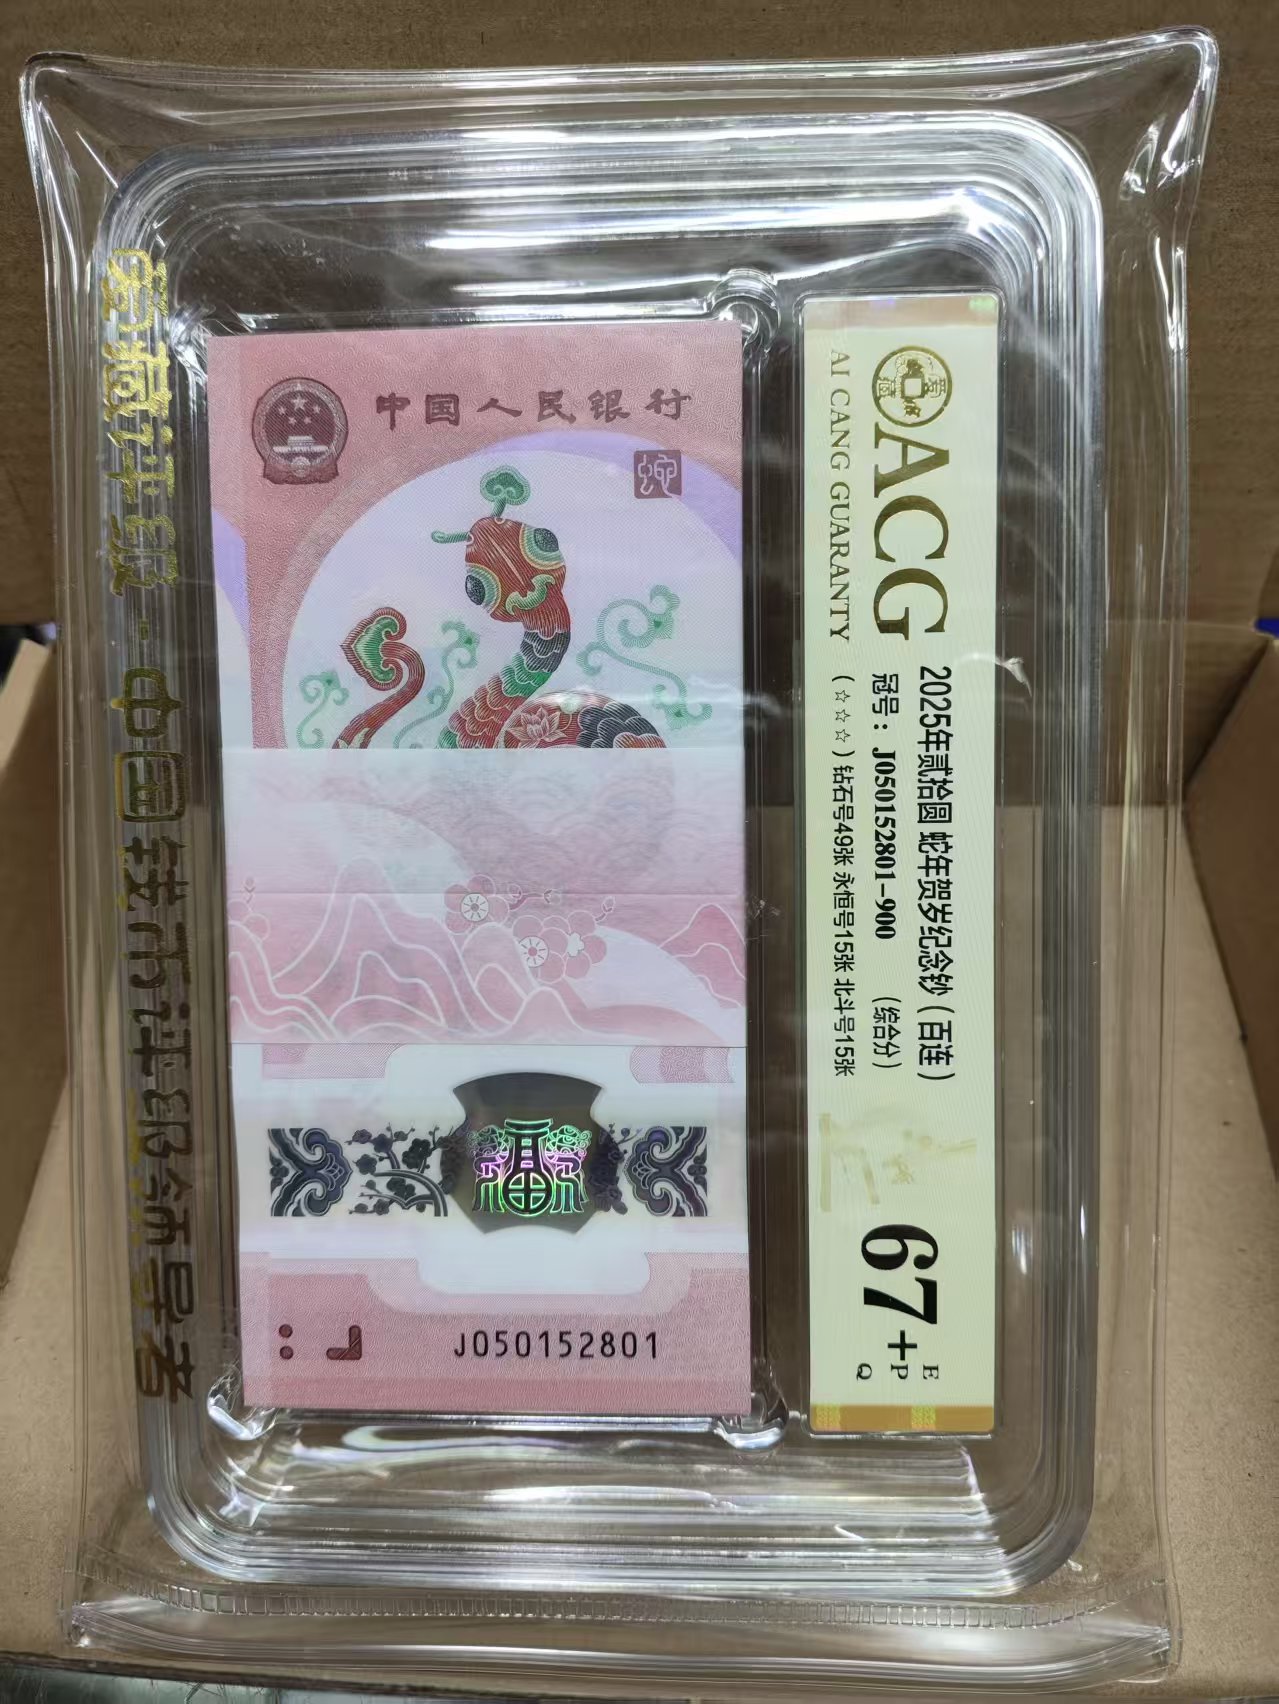 爱藏评级-中国钱币评级领导者
中国人民银行
蛇
J050152801
ACG
AI CANG GUARANTY
2025年贰拾圆 蛇年贺岁纪念钞（百连）
冠号：J050152801-900 （综合分）
（☆☆☆）钻石号49张 永恒号15张 北斗号15张
67+
E
P
Q